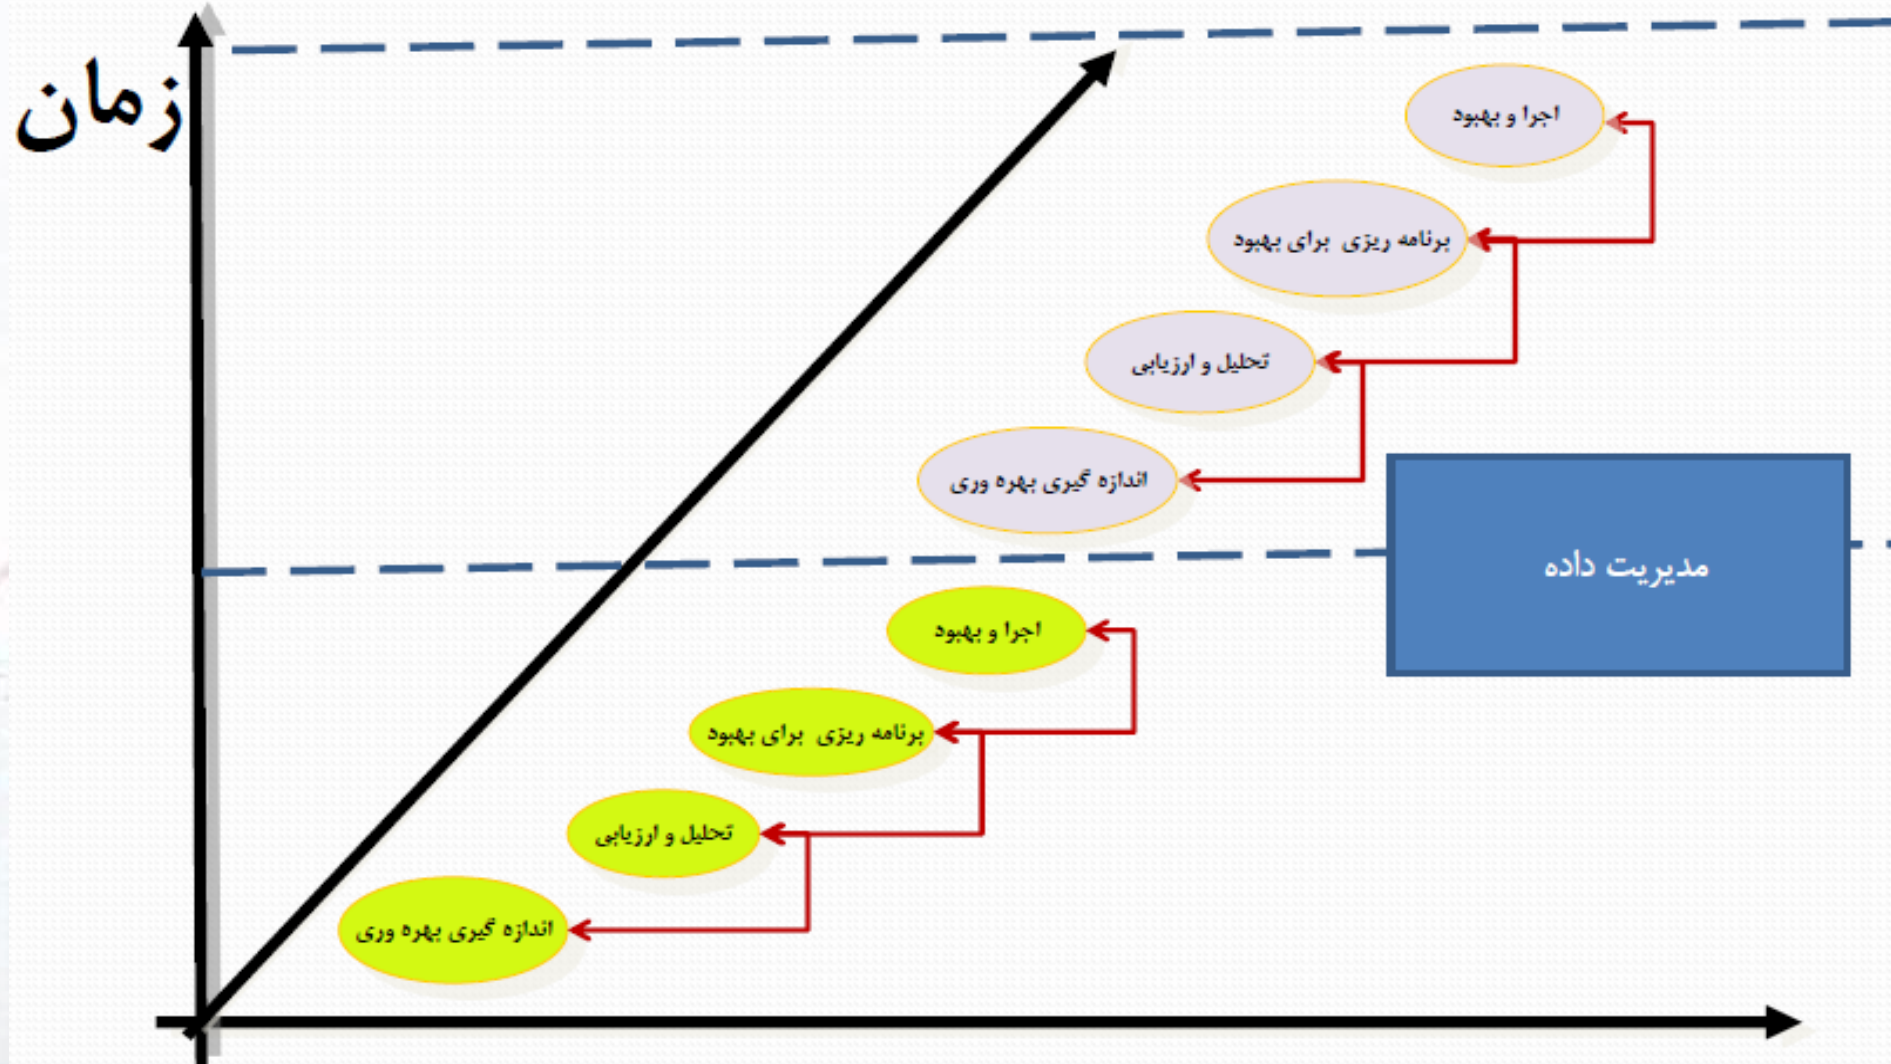 زمان
اجرا و بهبود
برنامه ریزی برای بهبود
تحلیل و ارزیابی
اندازه گیری بهره وری
مدیریت داده
اجرا و بهبود
برنامه ریزی برای بهبود
تحلیل و ارزیابی
اندازه گیری بهره وری